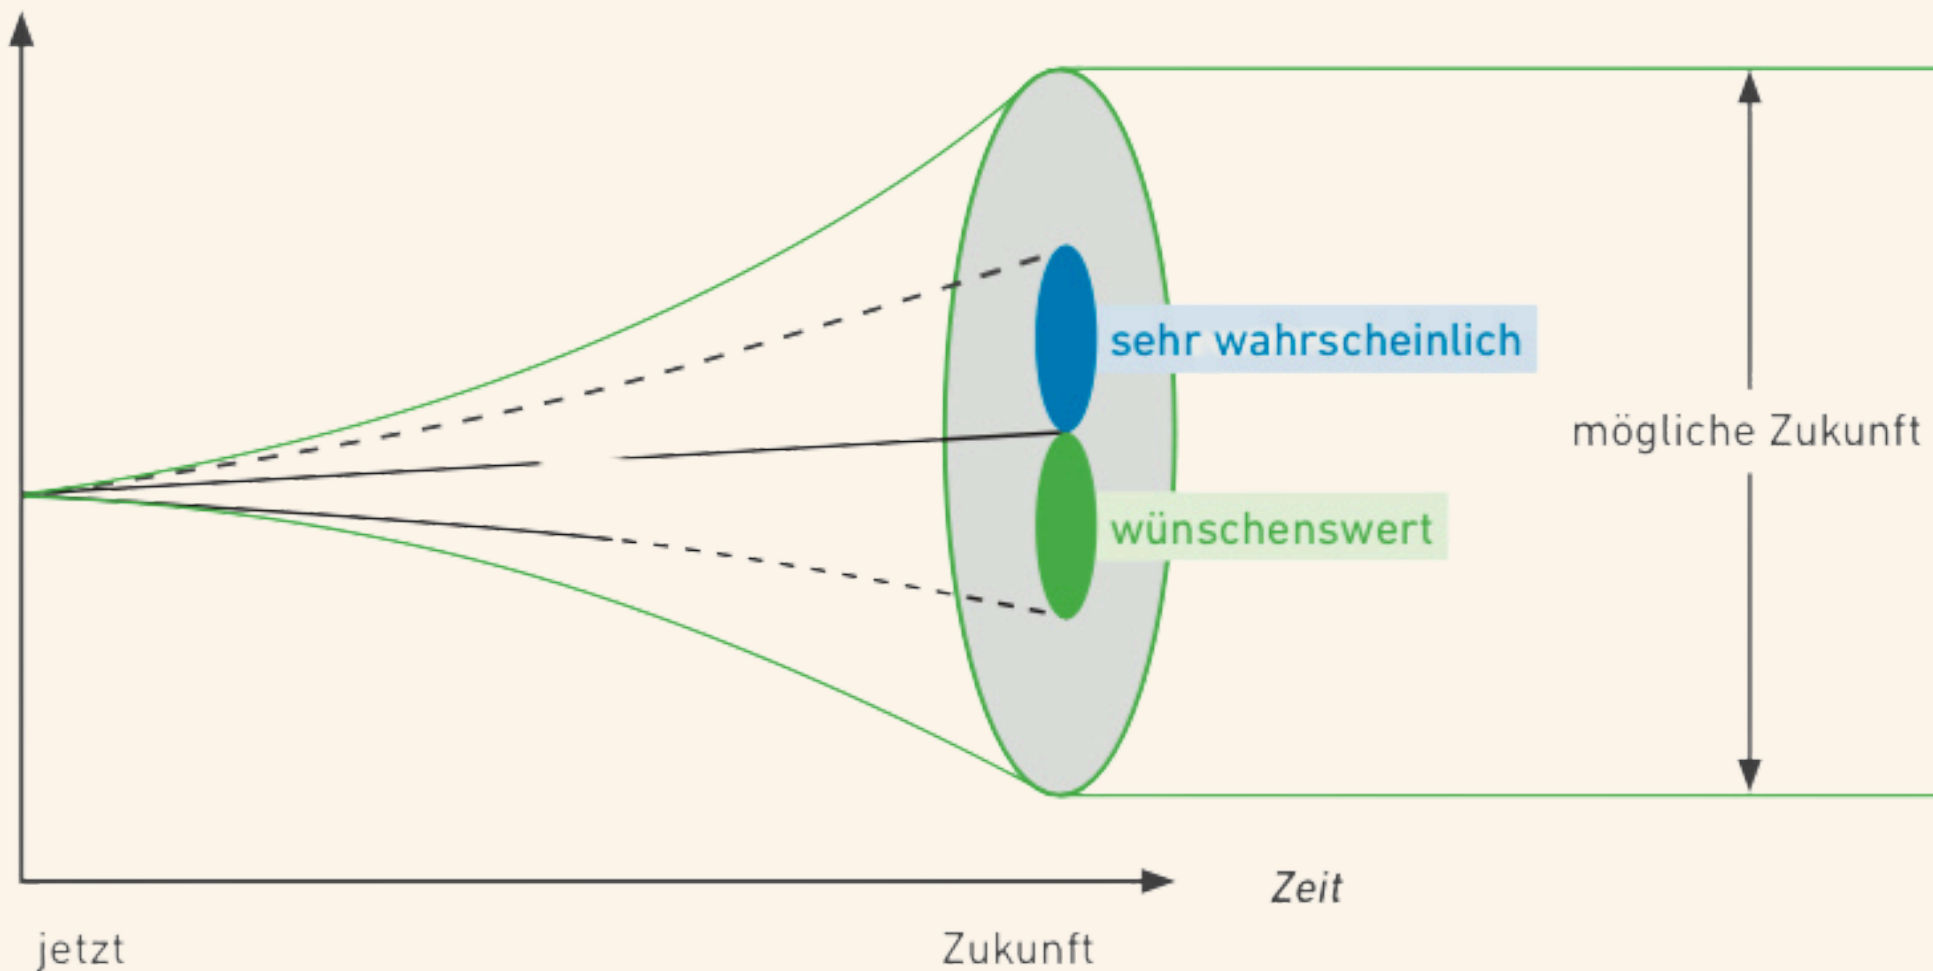 sehr wahrscheinlich
mögliche Zukunft
wünschenswert
Zeit
jetzt
Zukunft